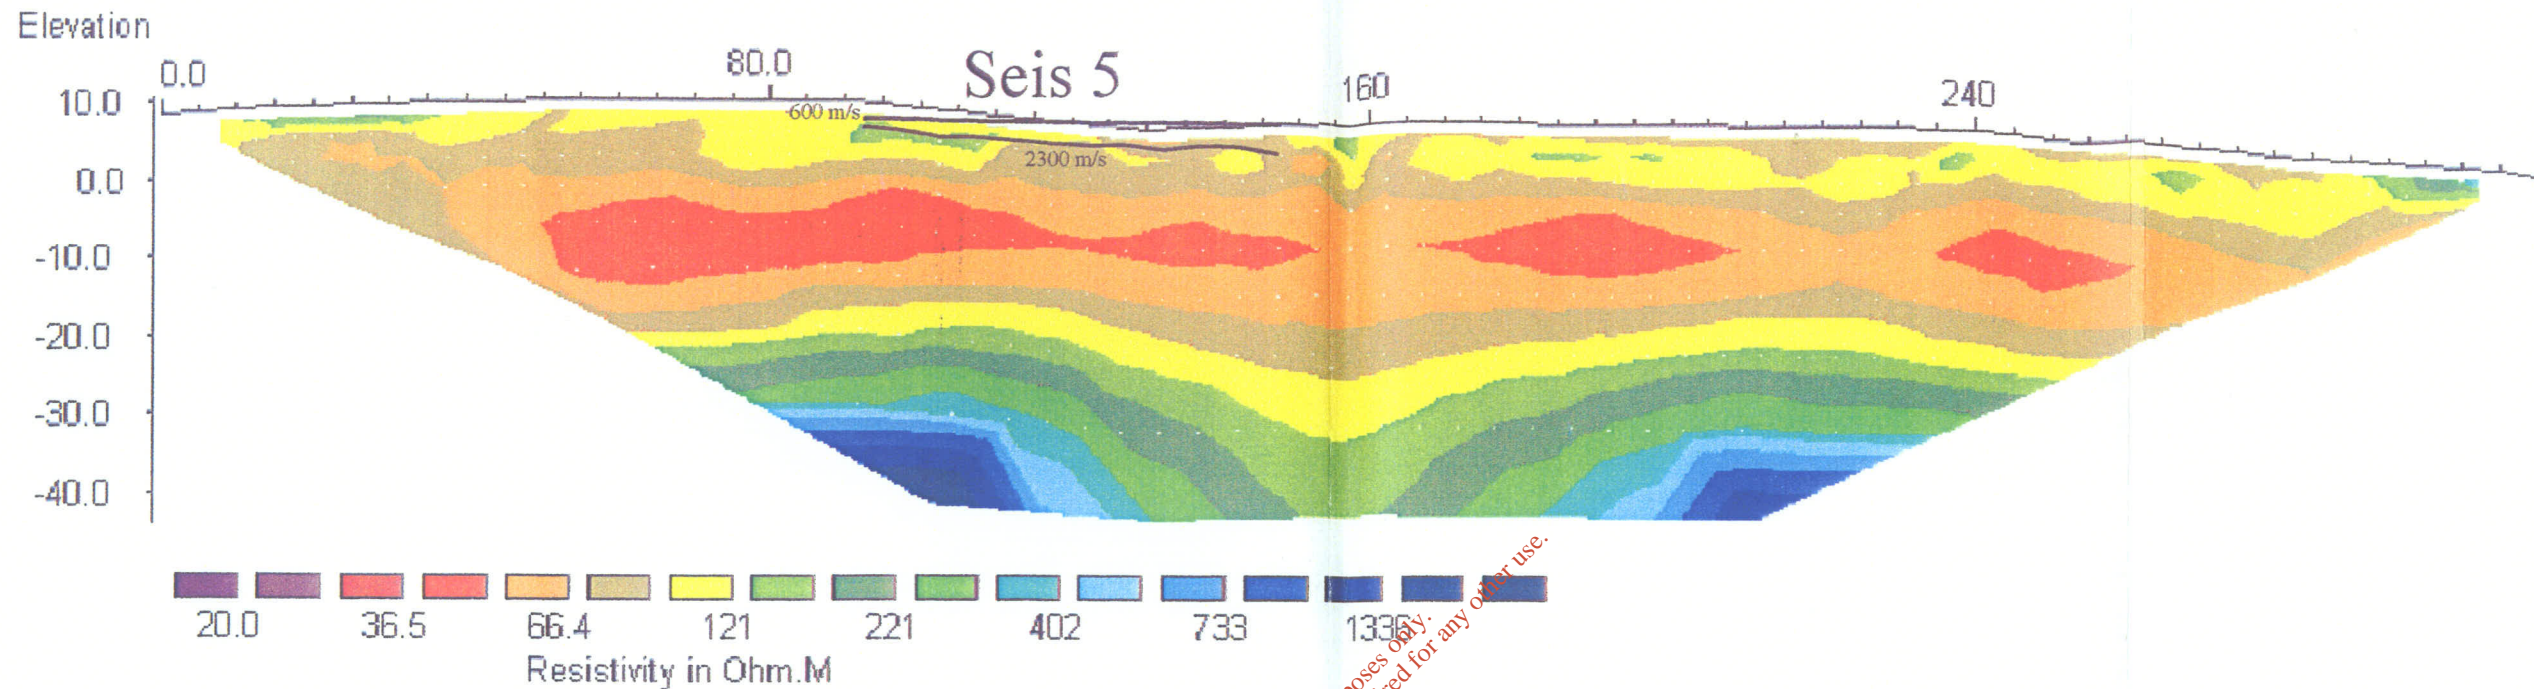 Elevation
0.0
80.0
Seis 5
160
240
10.0
600 m/s
2300 m/s
0.0
-10.0
-20.0
-30.0
-40.0
20.0 36.5 66.4 121 221 402 733 1336
Resistivity in Ohm.M
only.
for any other use.